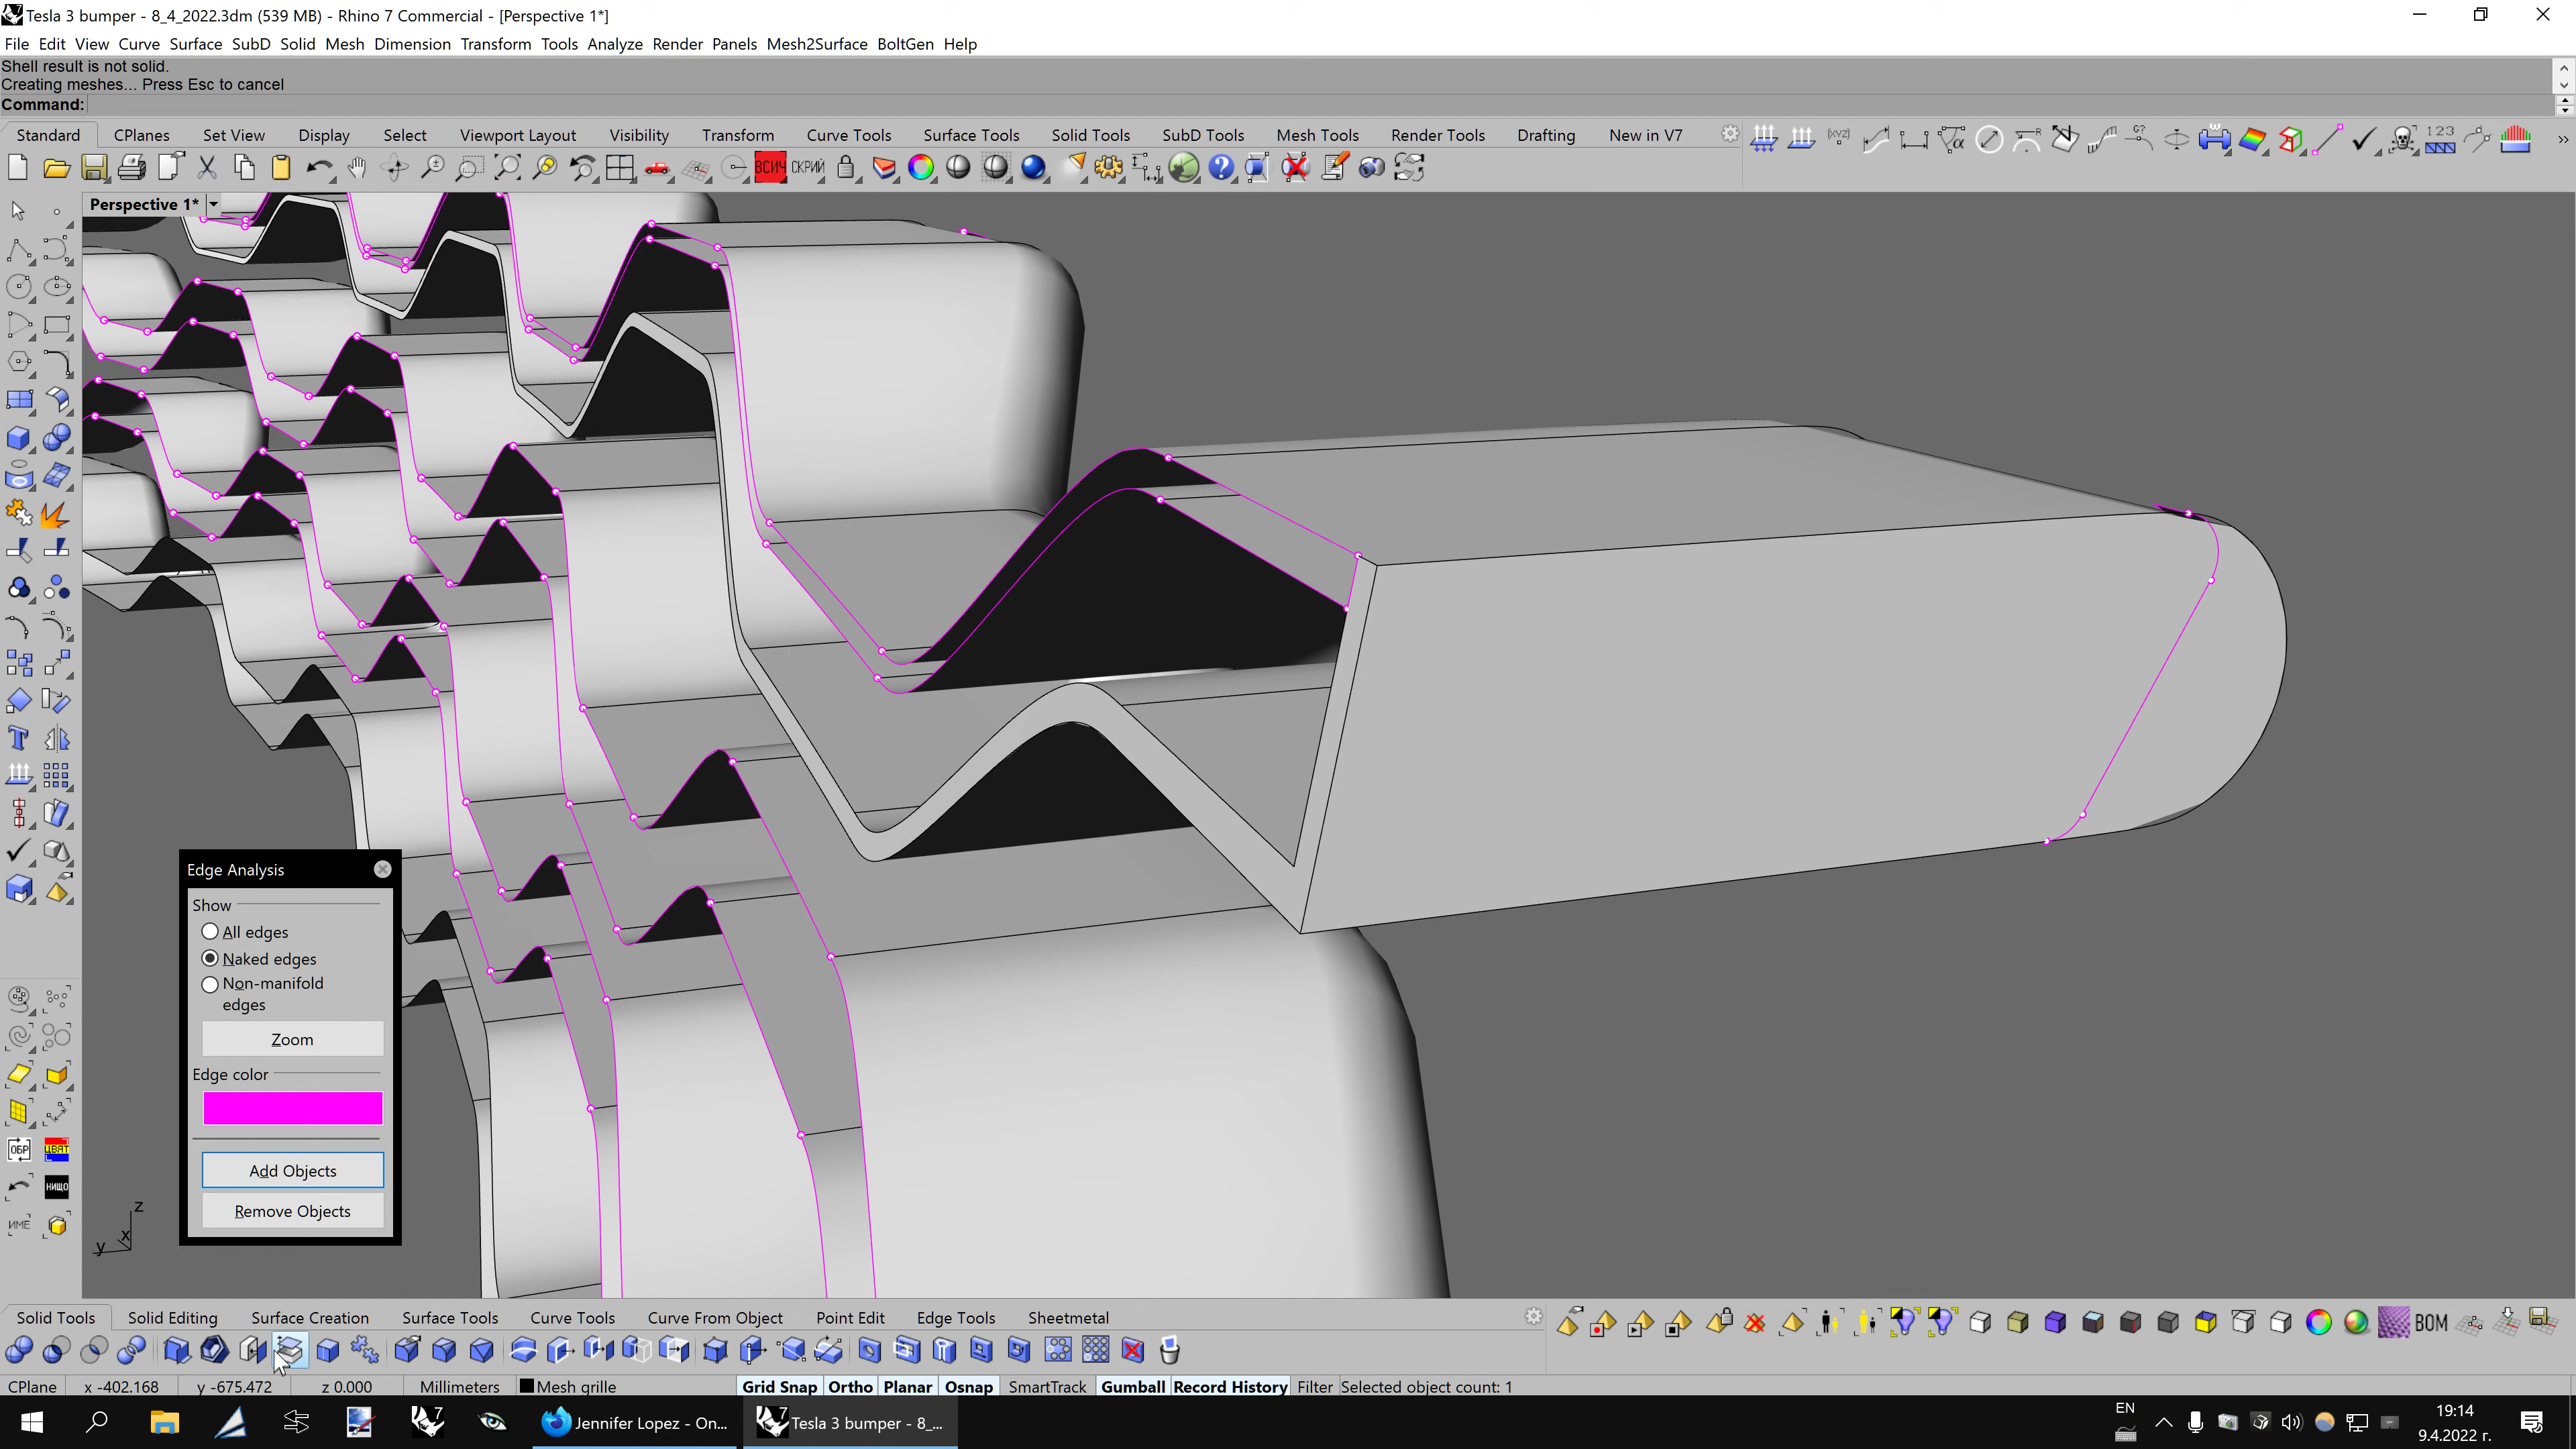 Tesla 3 bumper - 8_4_2022.3dm (539 MB) - Rhino 7 Commercial - [Perspective 1*]
File Edit View Curve Surface SubD Solid Mesh Dimension Transform Tools Analyze Render Panels Mesh2Surface BoltGen Help
Shell result is not solid.
Creating meshes... Press Esc to cancel
Command:
Standard CPlanes Set View Display Select Viewport Layout Visibility Transform Curve Tools Surface Tools Solid Tools SubD Tools Mesh Tools Render Tools Drafting New in V7
ВСИЧ СКРИЙ
Perspective 1*
Edge Analysis
Show
All edges
Naked edges
Non-manifold
edges
Zoom
Edge color
Add Objects
Remove Objects
ОБР ЦВЯТ
НИЩО
ИМЕ
z
x
y
Solid Tools Solid Editing Surface Creation Surface Tools Curve Tools Curve From Object Point Edit Edge Tools Sheetmetal
BOM
CPlane x -402.168 y -675.472 z 0.000 Millimeters Mesh grille Grid Snap Ortho Planar Osnap SmartTrack Gumball Record History Filter Selected object count: 1
Jennifer Lopez - On...
Tesla 3 bumper - 8_...
EN
19:14
9.4.2022 г.